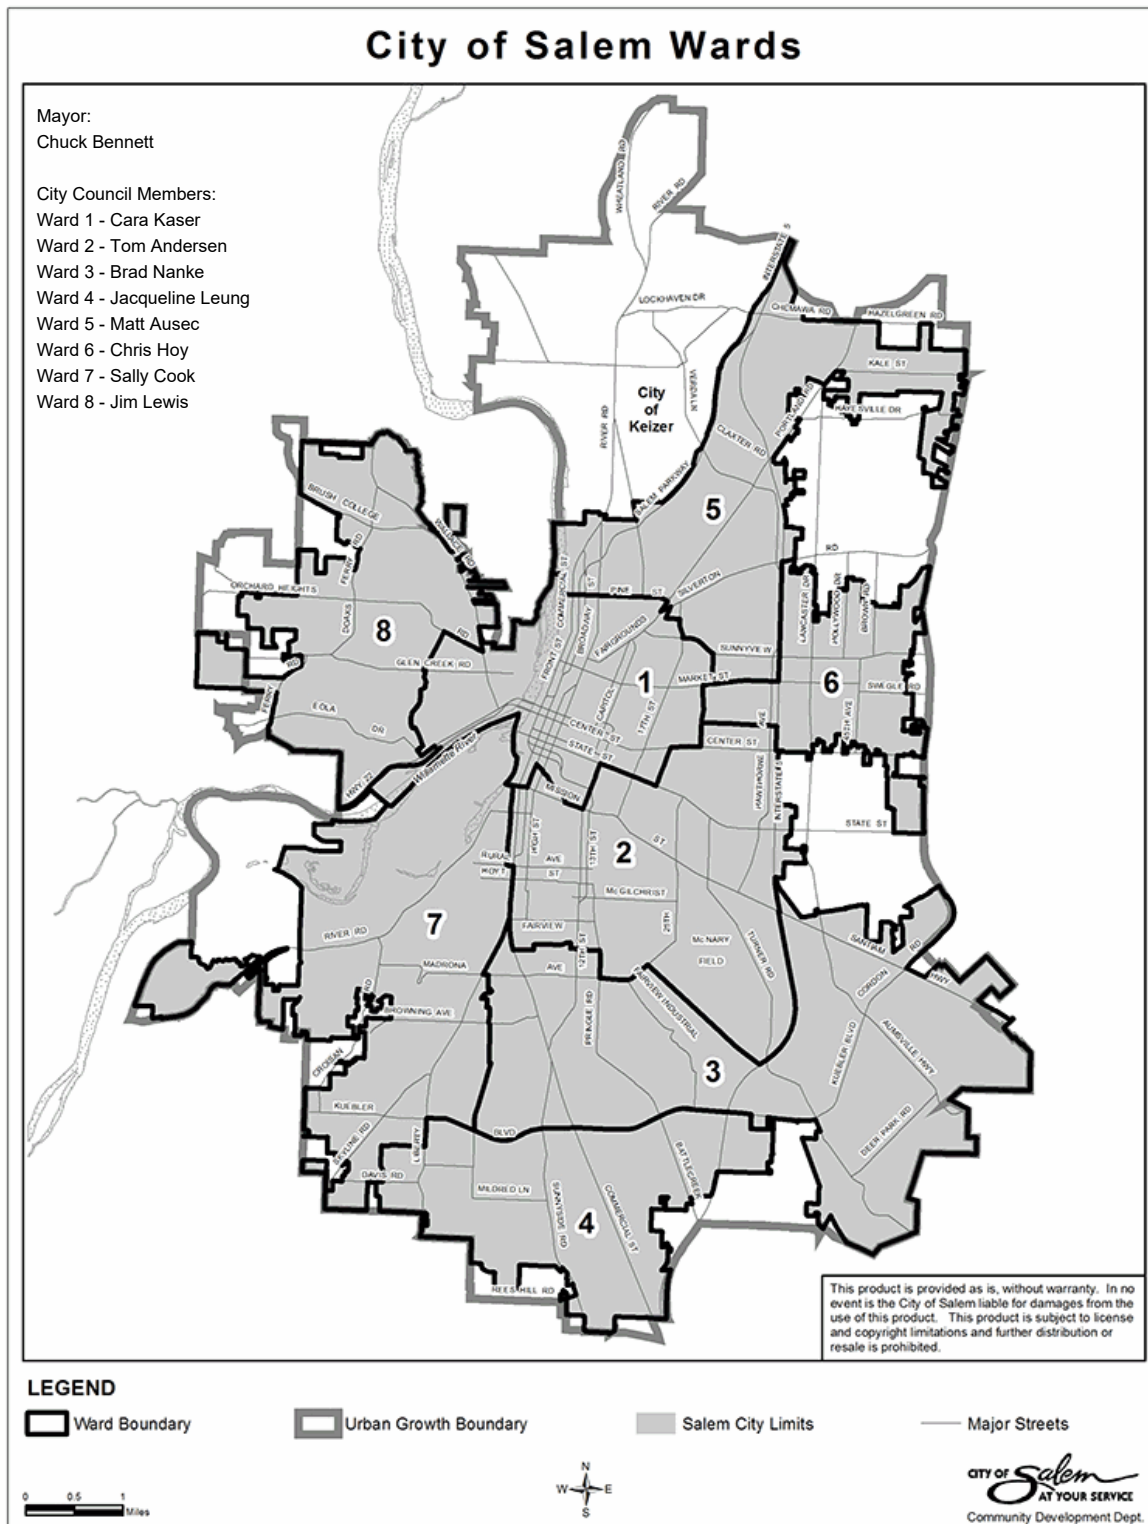 City of Salem Wards
Mayor:
Chuck Bennett
City Council Members:
Ward 1 - Cara Kaser
Ward 2 - Tom Andersen
Ward 3 - Brad Nanke
Ward 4 - Jacqueline Leung
Ward 5 - Matt Ausec
Ward 6 - Chris Hoy
Ward 7 - Sally Cook
Ward 8 - Jim Lewis
WHEATLAND RD
RIVER RD
INTERSTATE 5
LOCKHAVEN DR
CHEMAWA RD
HAZELGREEN RD
KALE ST
VERDA LN
City
of
Keizer
PORTLAND RD
HAYESVILLE DR
RIVER RD
CLAXTER RD
SALEM PARKWAY
5
BRUSH COLLEGE
RD
WALLACE RD
RD
ORCHARD HEIGHTS
RD
DOAKS
FERRY
COMMERCIAL ST
BROADWAY
ST
PINE ST
SILVERTON
LANCASTER DR
HOLLYWOOD DR
BROWN RD
8
FAIRGROUNDS
FRONT ST
SUNNYVIEW
GLEN CREEK RD
RD
FERRY
1
MARKET ST
6
SWEGLE RD
CAPITOL
17TH ST
45TH AVE
EOLA
DR
CENTER ST
STATE ST
CENTER ST
AVE
HAWTHORNE
INTERSTATE 5
HWY 22
Willamette River
MISSION
ST
STATE ST
HIGH ST
13TH ST
2
RURAL AVE
HOYT ST
McGILCHRIST
25TH
7
FAIRVIEW
RIVER RD
12TH ST
McNARY
FIELD
TURNER RD
SANTIAM
HWY
CORDON
RD
MADRONA AVE
FAIRVIEW INDUSTRIAL
RD
BROWNING AVE
PRINGLE RD
CROISAN
3
KUEBLER BLVD
AUMSVILLE HWY
KUEBLER
BLVD
SKYLINE RD
LIBERTY
DEER PARK RD
DAVIS RD
MILDRED LN
SUNNYSIDE RD
COMMERCIAL ST
BATTLECREEK
4
REES HILL RD
This product is provided as is, without warranty. In no
event is the City of Salem liable for damages from the
use of this product. This product is subject to license
and copyright limitations and further distribution or
resale is prohibited.
LEGEND
Ward Boundary
Urban Growth Boundary
Salem City Limits
Major Streets
N
W E
S
0 0.5 1
Miles
CITY OF Salem
AT YOUR SERVICE
Community Development Dept.